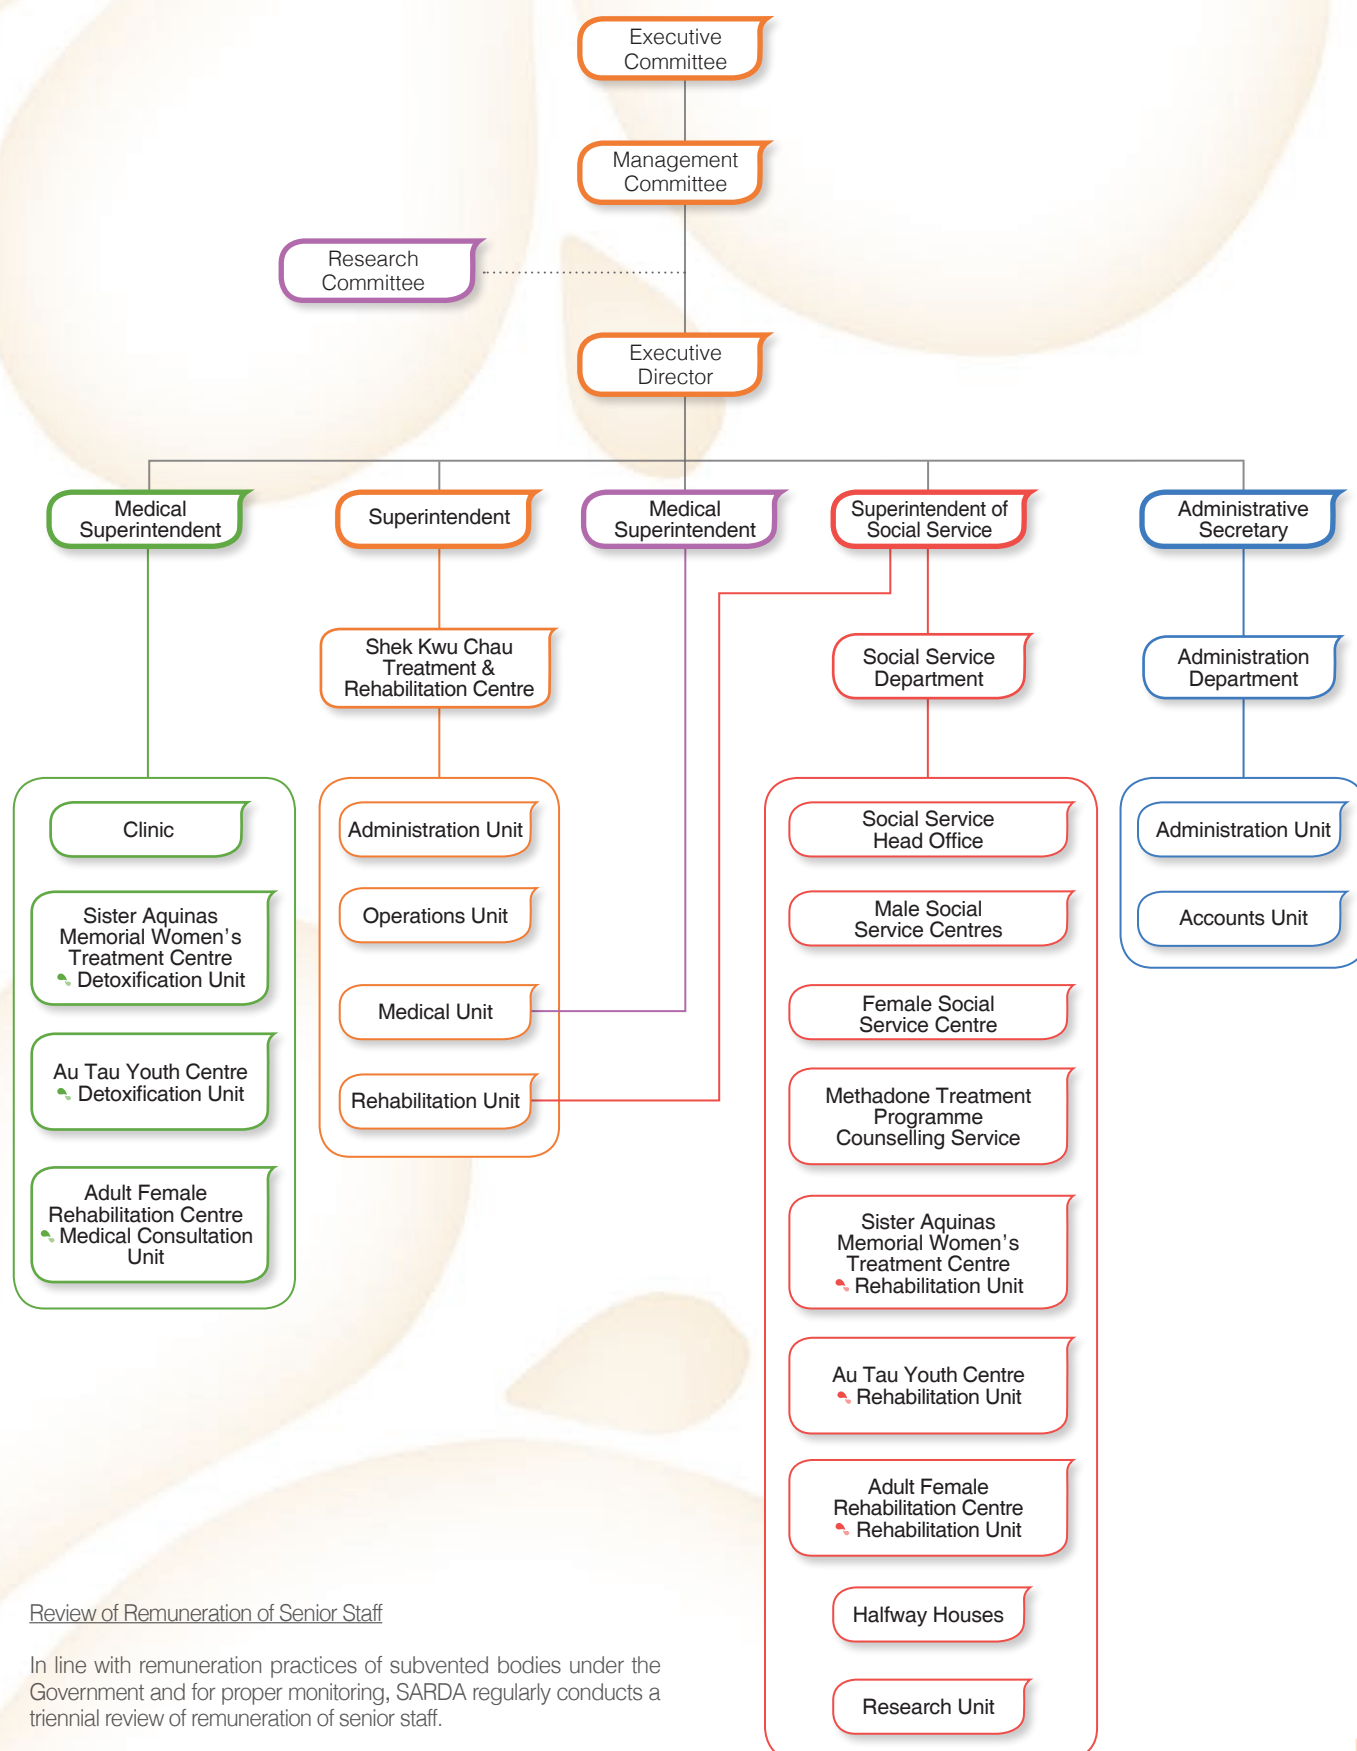 Executive
Committee
Management
Committee
Research
Committee
Executive
Director
Medical
Superintendent
Superintendent
Medical
Superintendent
Superintendent of
Social Service
Administrative
Secretary
Shek Kwu Chau
Treatment &
Rehabilitation Centre
Social Service
Department
Administration
Department
Clinic
Sister Aquinas
Memorial Women's
Treatment Centre
Detoxification Unit
Au Tau Youth Centre
Detoxification Unit
Adult Female
Rehabilitation Centre
Medical Consultation
Unit
Administration Unit
Operations Unit
Medical Unit
Rehabilitation Unit
Social Service
Head Office
Male Social
Service Centres
Female Social
Service Centre
Methadone Treatment
Programme
Counselling Service
Sister Aquinas
Memorial Women's
Treatment Centre
Rehabilitation Unit
Au Tau Youth Centre
Rehabilitation Unit
Adult Female
Rehabilitation Centre
Rehabilitation Unit
Halfway Houses
Research Unit
Administration Unit
Accounts Unit
Review of Remuneration of Senior Staff
In line with remuneration practices of subvented bodies under the
Government and for proper monitoring, SARDA regularly conducts a
triennial review of remuneration of senior staff.